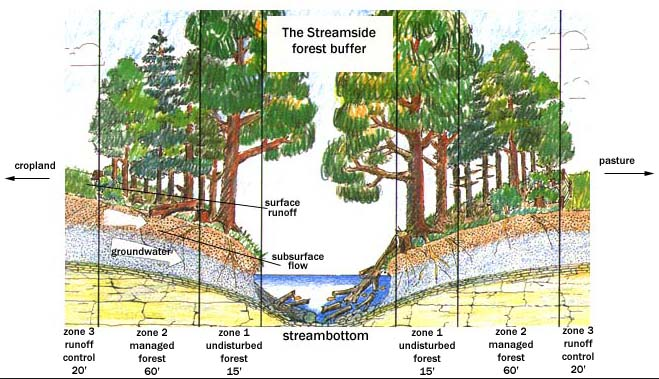 The Streamside
forest buffer
cropland
pasture
surface
runoff
subsurface
flow
groundwater
streambottom
zone 3
runoff
control
20'
zone 2
managed
forest
60'
zone 1
undisturbed
forest
15'
zone 1
undisturbed
forest
15'
zone 2
managed
forest
60'
zone 3
runoff
control
20'